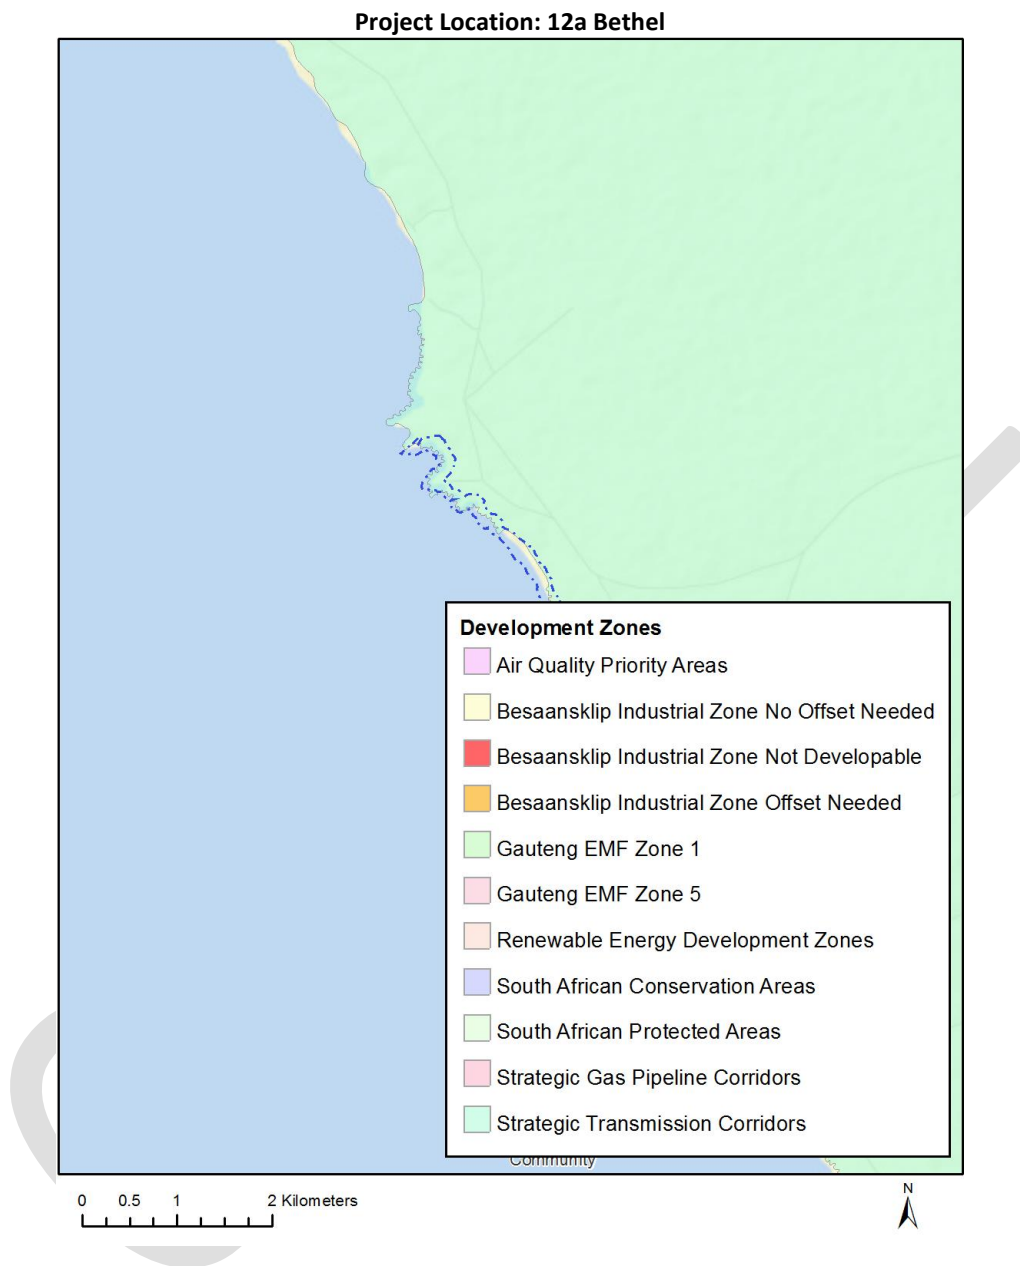 Project Location: 12a Bethel
Development Zones
Air Quality Priority Areas
Besaansklip Industrial Zone No Offset Needed
Besaansklip Industrial Zone Not Developable
Besaansklip Industrial Zone Offset Needed
Gauteng EMF Zone 1
Gauteng EMF Zone 5
Renewable Energy Development Zones
South African Conservation Areas
South African Protected Areas
Strategic Gas Pipeline Corridors
Strategic Transmission Corridors
Community
0 0.5 1 2 Kilometers
N